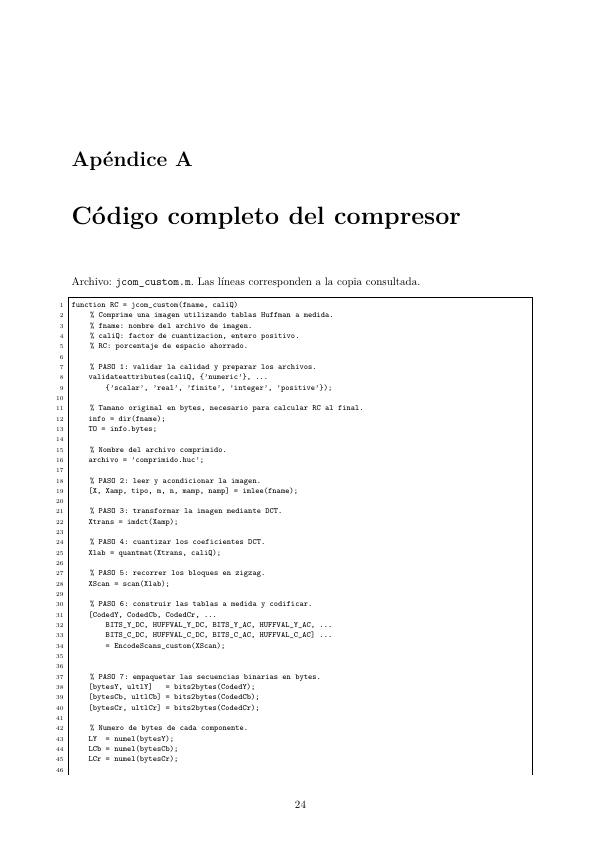 Apéndice A
Código completo del compresor
Archivo: jcom_custom.m. Las líneas corresponden a la copia consultada.
1 function RC = jcom_custom(fname, caliQ)
2 % Comprime una imagen utilizando tablas Huffman a medida.
3 % fname: nombre del archivo de imagen.
4 % caliQ: factor de cuantizacion, entero positivo.
5 % RC: porcentaje de espacio ahorrado.
6
7 % PASO 1: validar la calidad y preparar los archivos.
8 validateattributes(caliQ, {'numeric'}, ...
9 {'scalar', 'real', 'finite', 'integer', 'positive'});
10
11 % Tamano original en bytes, necesario para calcular RC al final.
12 info = dir(fname);
13 TO = info.bytes;
14
15 % Nombre del archivo comprimido.
16 archivo = 'comprimido.huc';
17
18 % PASO 2: leer y acondicionar la imagen.
19 [X, Xamp, tipo, m, n, mamp, namp] = imlee(fname);
20
21 % PASO 3: transformar la imagen mediante DCT.
22 Xtrans = imdct(Xamp);
23
24 % PASO 4: cuantizar los coeficientes DCT.
25 Xlab = quantmat(Xtrans, caliQ);
26
27 % PASO 5: recorrer los bloques en zigzag.
28 XScan = scan(Xlab);
29
30 % PASO 6: construir las tablas a medida y codificar.
31 [CodedY, CodedCb, CodedCr, ...
32 BITS_Y_DC, HUFFVAL_Y_DC, BITS_Y_AC, HUFFVAL_Y_AC, ...
33 BITS_C_DC, HUFFVAL_C_DC, BITS_C_AC, HUFFVAL_C_AC] ...
34 = EncodeScans_custom(XScan);
35
36
37 % PASO 7: empaquetar las secuencias binarias en bytes.
38 [bytesY, ultlY] = bits2bytes(CodedY);
39 [bytesCb, ultlCb] = bits2bytes(CodedCb);
40 [bytesCr, ultlCr] = bits2bytes(CodedCr);
41
42 % Numero de bytes de cada componente.
43 LY = numel(bytesY);
44 LCb = numel(bytesCb);
45 LCr = numel(bytesCr);
46
24